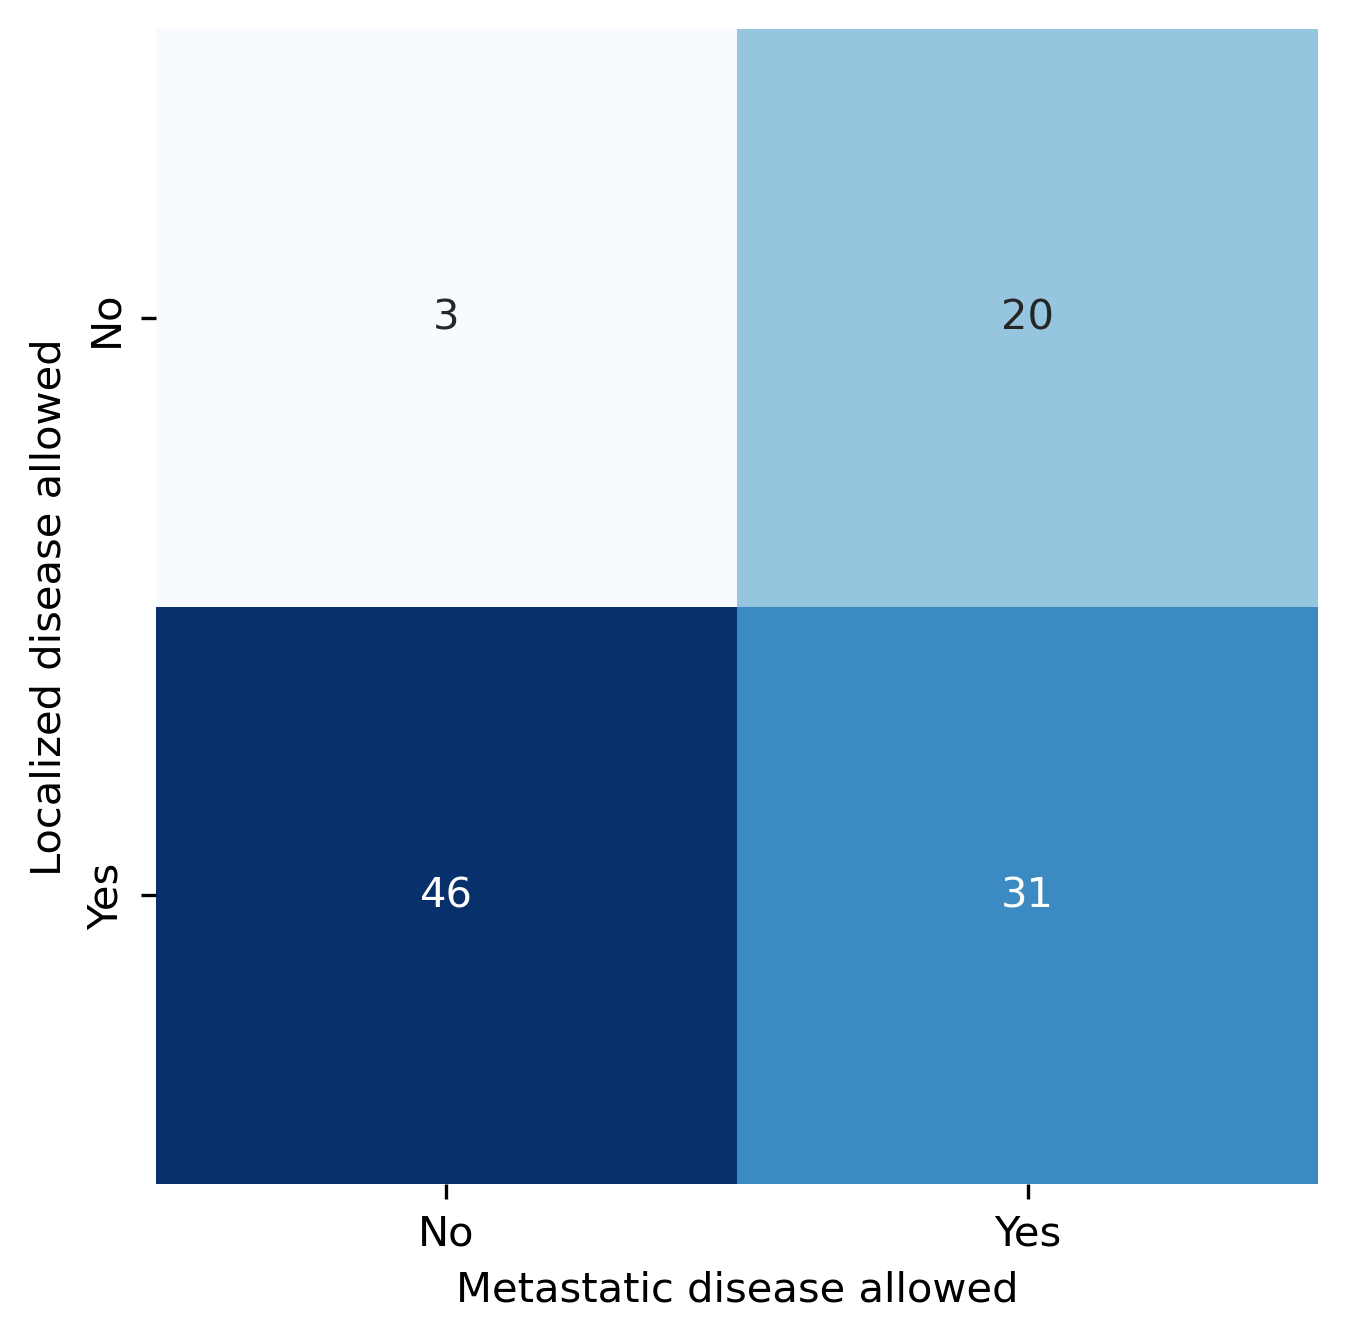 Localized disease allowed
No
3
20
Yes
46
31
No
Yes
Metastatic disease allowed